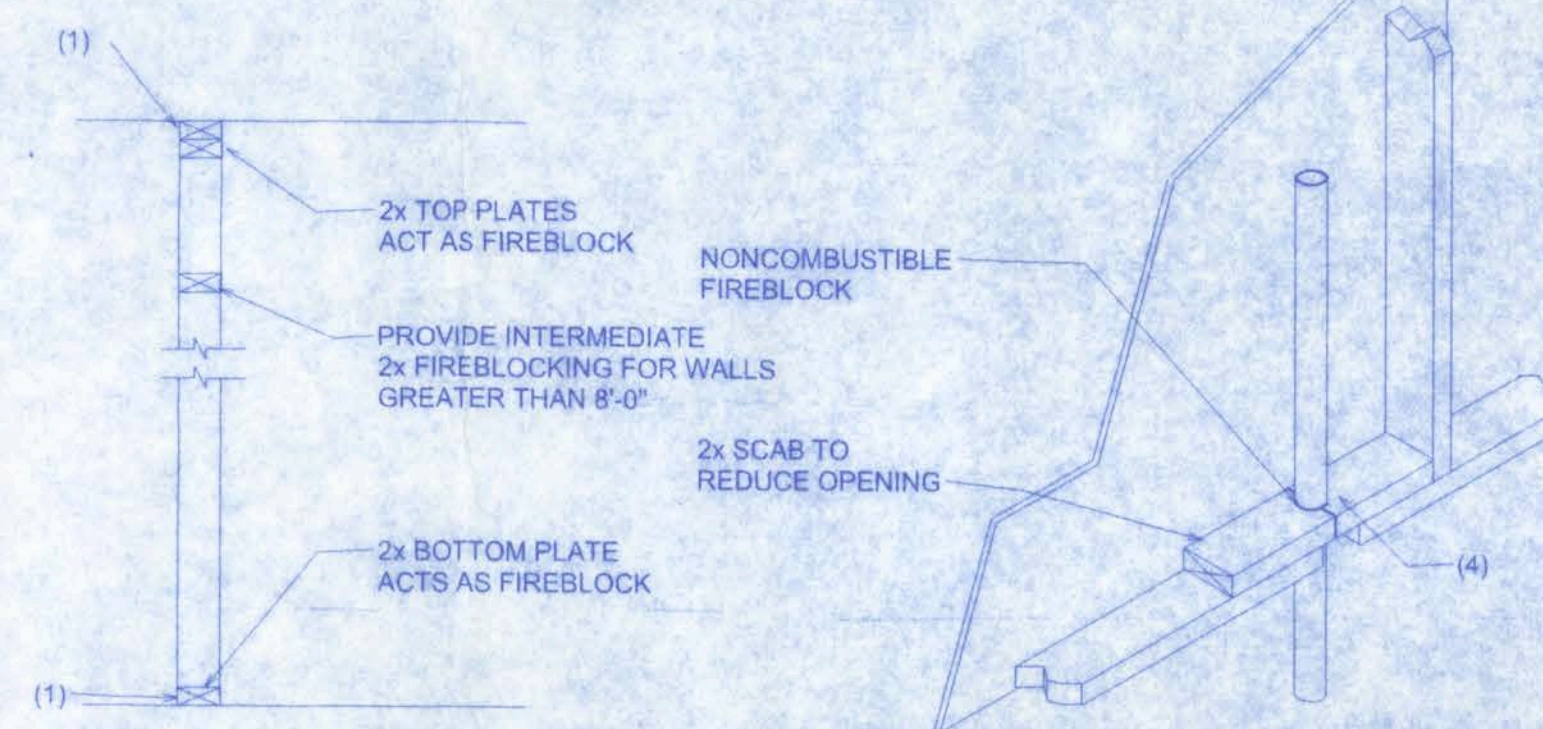 (1)
2x TOP PLATES
ACT AS FIREBLOCK
PROVIDE INTERMEDIATE
2x FIREBLOCKING FOR WALLS
GREATER THAN 8'-0"
2x BOTTOM PLATE
ACTS AS FIREBLOCK
(1)
NONCOMBUSTIBLE
FIREBLOCK
2x SCAB TO
REDUCE OPENING
(4)